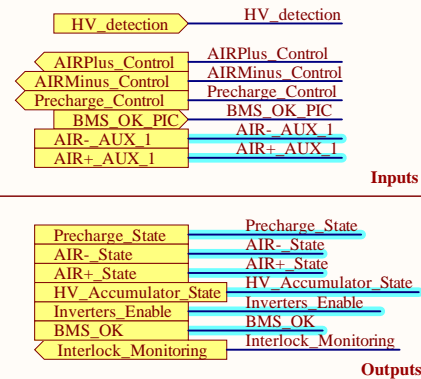 HV_detection HV_detection
AIRPlus_Control AIRPlus_Control
AIRMinus_Control AIRMinus_Control
Precharge_Control Precharge_Control
BMS_OK_PIC BMS_OK_PIC
AIR-_AUX_1 AIR-_AUX_1
AIR+_AUX_1 AIR+_AUX_1
Inputs
Precharge_State Precharge_State
AIR-_State AIR-_State
AIR+_State AIR+_State
HV_Accumulator_State HV_Accumulator_State
Inverters_Enable Inverters_Enable
BMS_OK BMS_OK
Interlock_Monitoring Interlock_Monitoring
Outputs